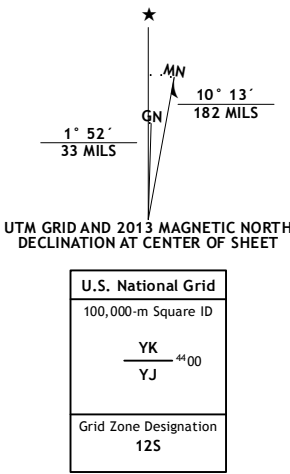 ★
MN
10° 13´
182 MILS
GN
1° 52´
33 MILS
UTM GRID AND 2013 MAGNETIC NORTH
DECLINATION AT CENTER OF SHEET
U.S. National Grid
100,000-m Square ID
YK
4400
YJ
Grid Zone Designation
12S